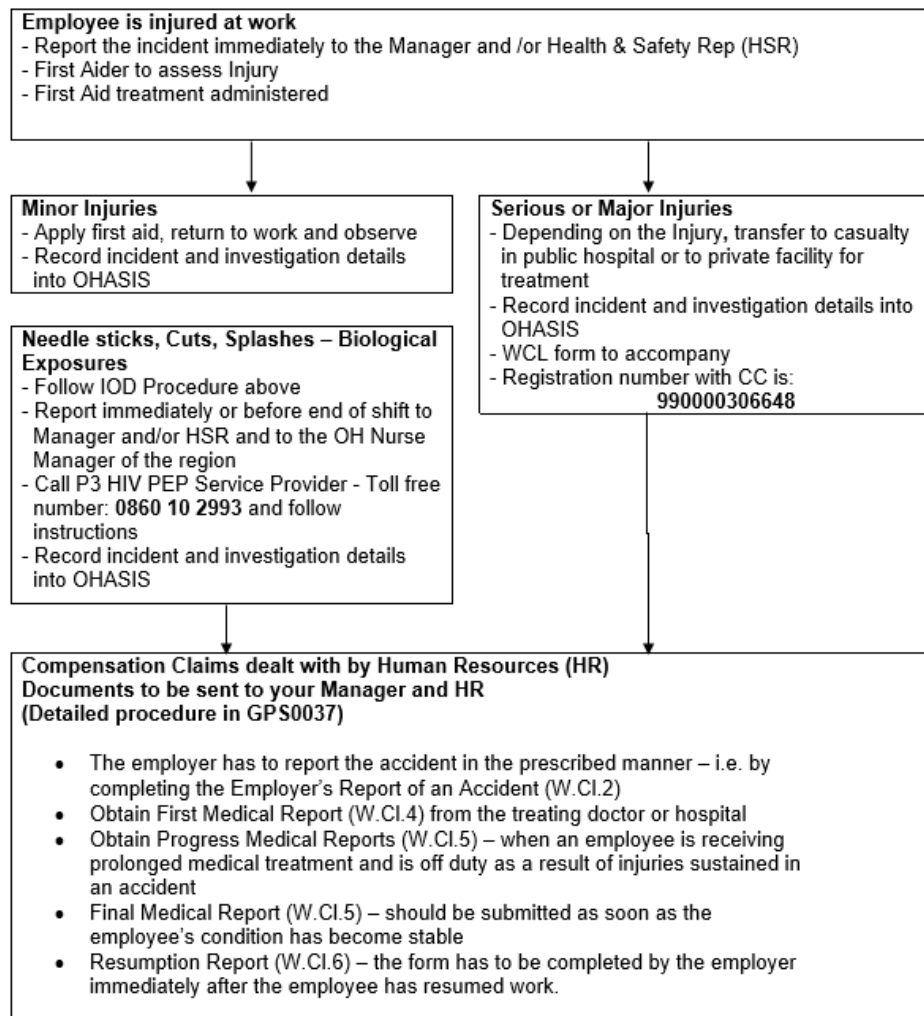 Employee is injured at work
- Report the incident immediately to the Manager and /or Health & Safety Rep (HSR)
- First Aider to assess Injury
- First Aid treatment administered
Minor Injuries
- Apply first aid, return to work and observe
- Record incident and investigation details
into OHASIS
Serious or Major Injuries
- Depending on the Injury, transfer to casualty
in public hospital or to private facility for
treatment
- Record incident and investigation details into
OHASIS
- WCL form to accompany
- Registration number with CC is:
990000306648
Needle sticks, Cuts, Splashes – Biological
Exposures
- Follow IOD Procedure above
- Report immediately or before end of shift to
Manager and/or HSR and to the OH Nurse
Manager of the region
- Call P3 HIV PEP Service Provider - Toll free
number: 0860 10 2993 and follow
instructions
- Record incident and investigation details
into OHASIS
Compensation Claims dealt with by Human Resources (HR)
Documents to be sent to your Manager and HR
(Detailed procedure in GPS0037)
• The employer has to report the accident in the prescribed manner – i.e. by
completing the Employer's Report of an Accident (W.Cl.2)
• Obtain First Medical Report (W.Cl.4) from the treating doctor or hospital
• Obtain Progress Medical Reports (W.Cl.5) – when an employee is receiving
prolonged medical treatment and is off duty as a result of injuries sustained in
an accident
• Final Medical Report (W.Cl.5) – should be submitted as soon as the
employee's condition has become stable
• Resumption Report (W.Cl.6) – the form has to be completed by the employer
immediately after the employee has resumed work.